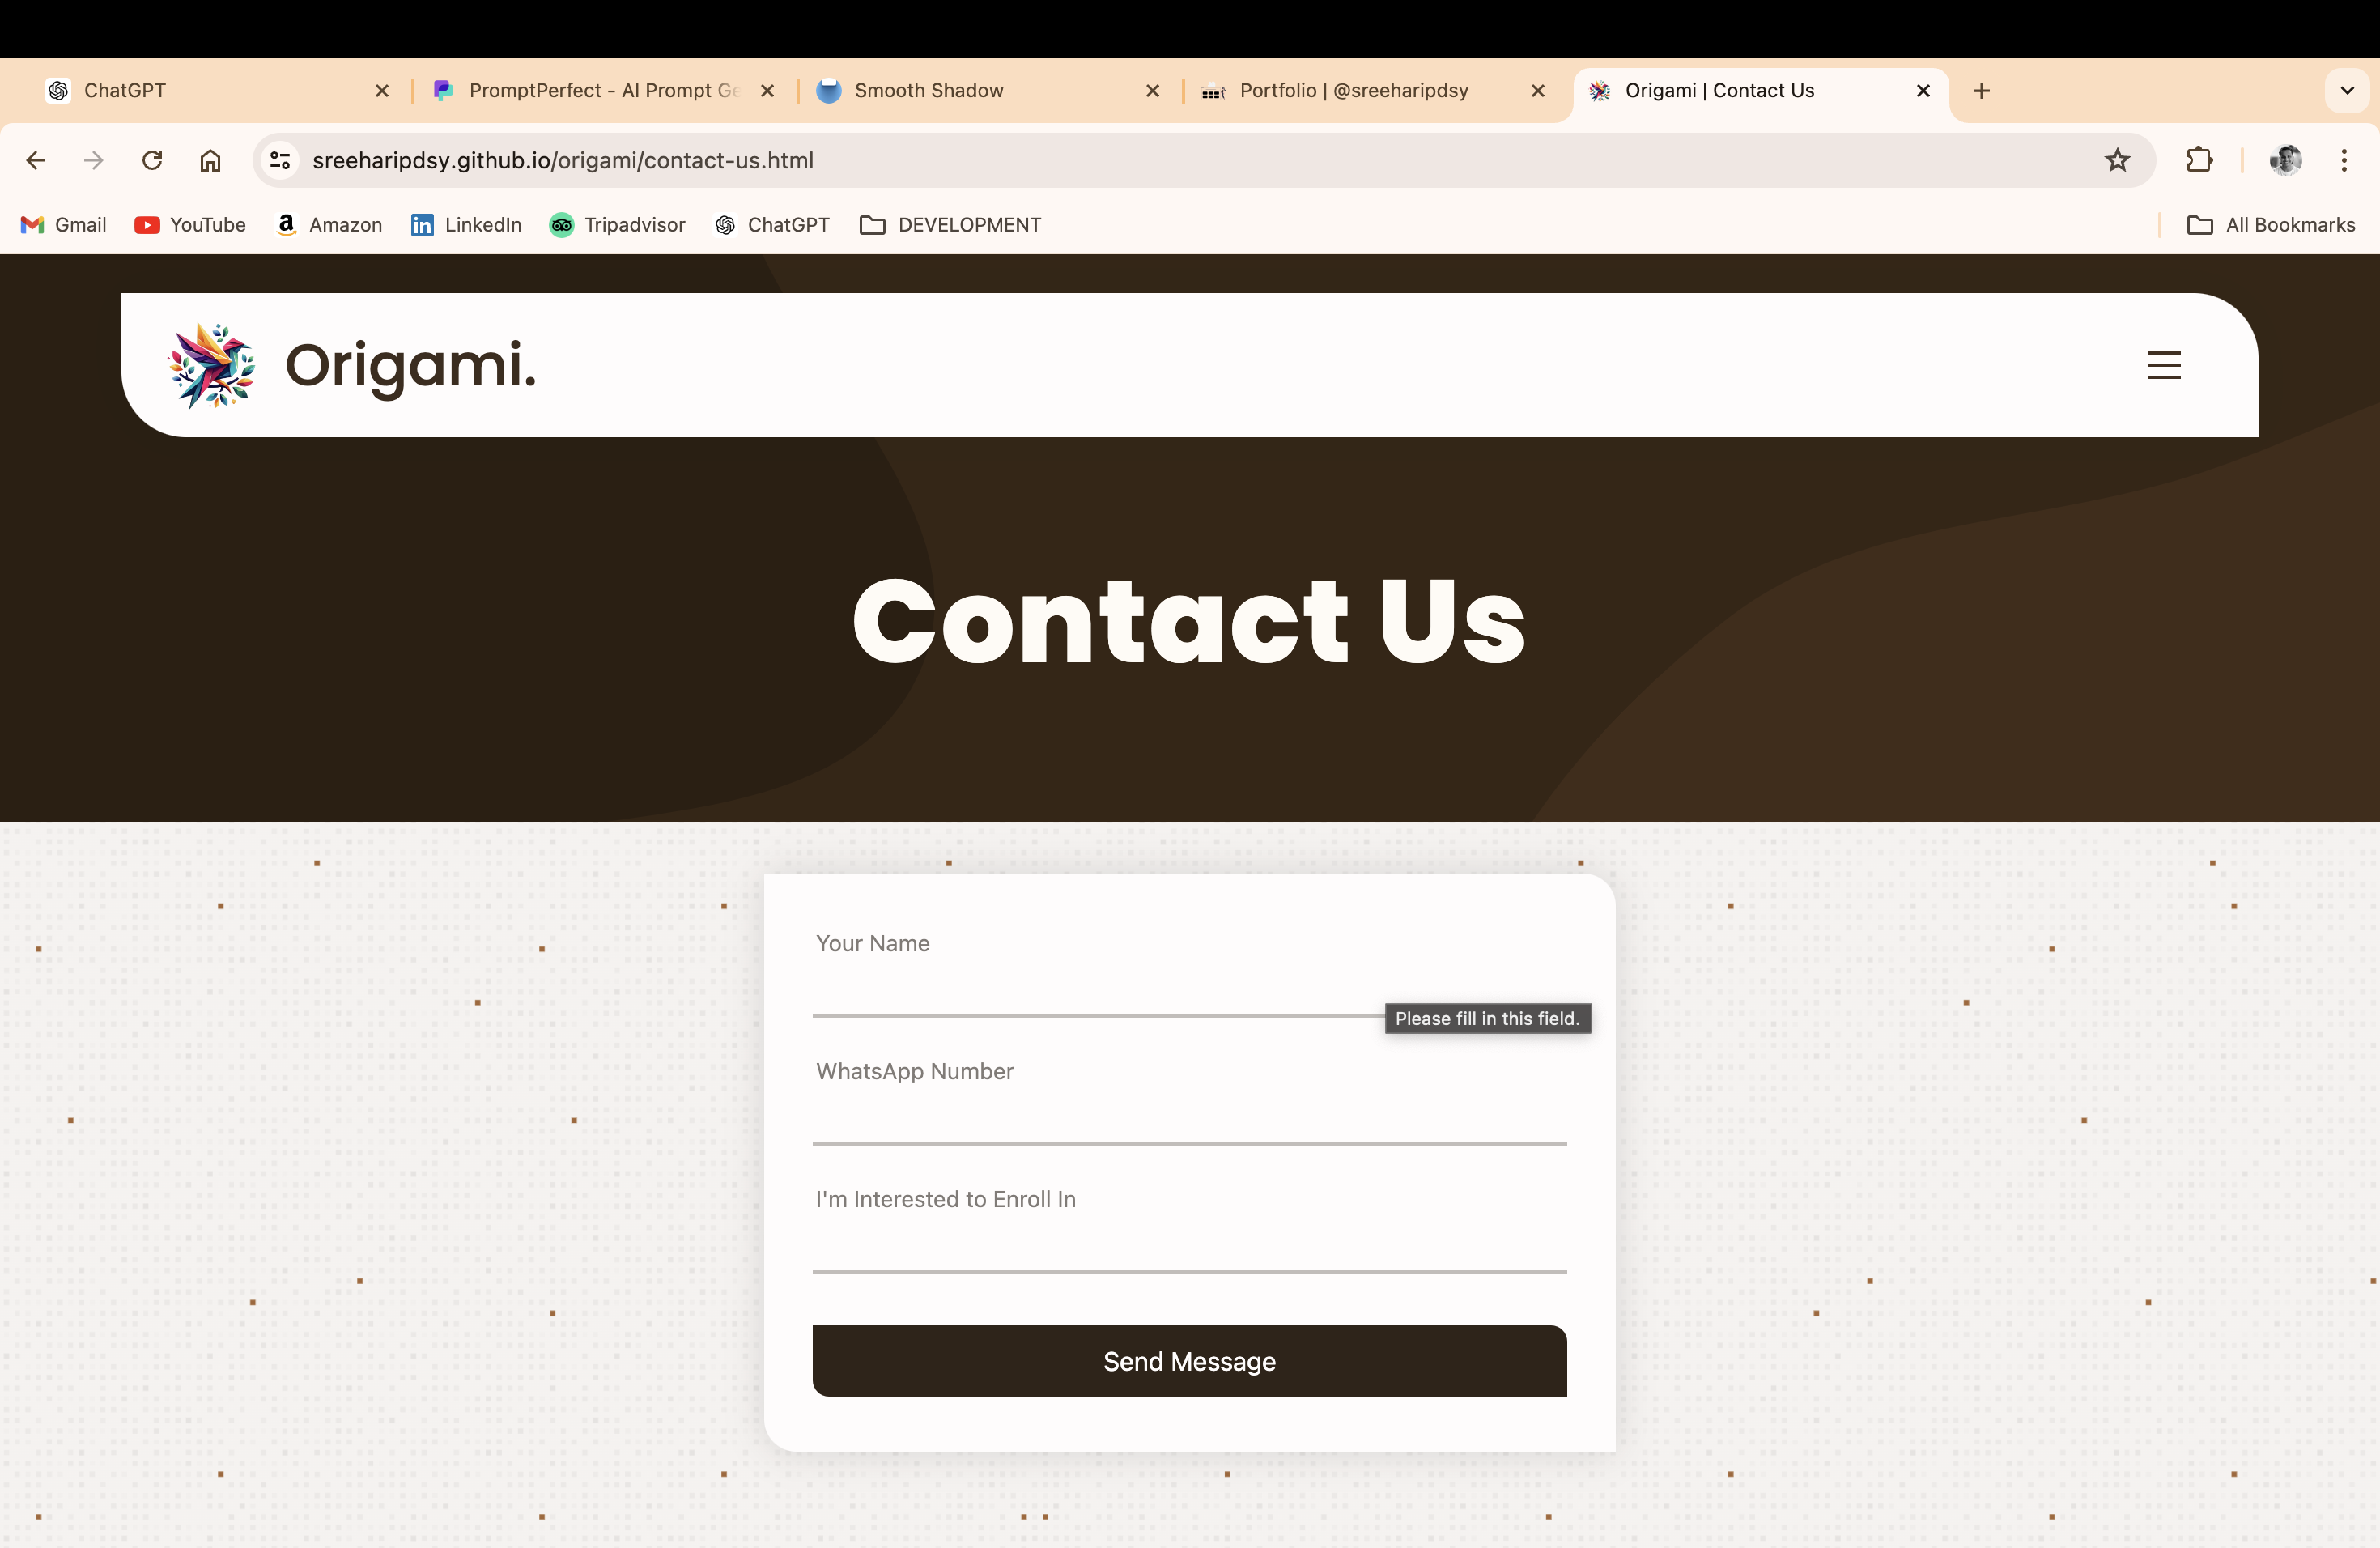 ChatGPT
PromptPerfect - AI Prompt Ge
Smooth Shadow
Portfolio | @sreeharipdsy
Origami | Contact Us
sreeharipdsy.github.io/origami/contact-us.html
Gmail
YouTube
Amazon
LinkedIn
Tripadvisor
ChatGPT
DEVELOPMENT
All Bookmarks
Origami.
Contact Us
Your Name
Please fill in this field.
WhatsApp Number
I'm Interested to Enroll In
Send Message